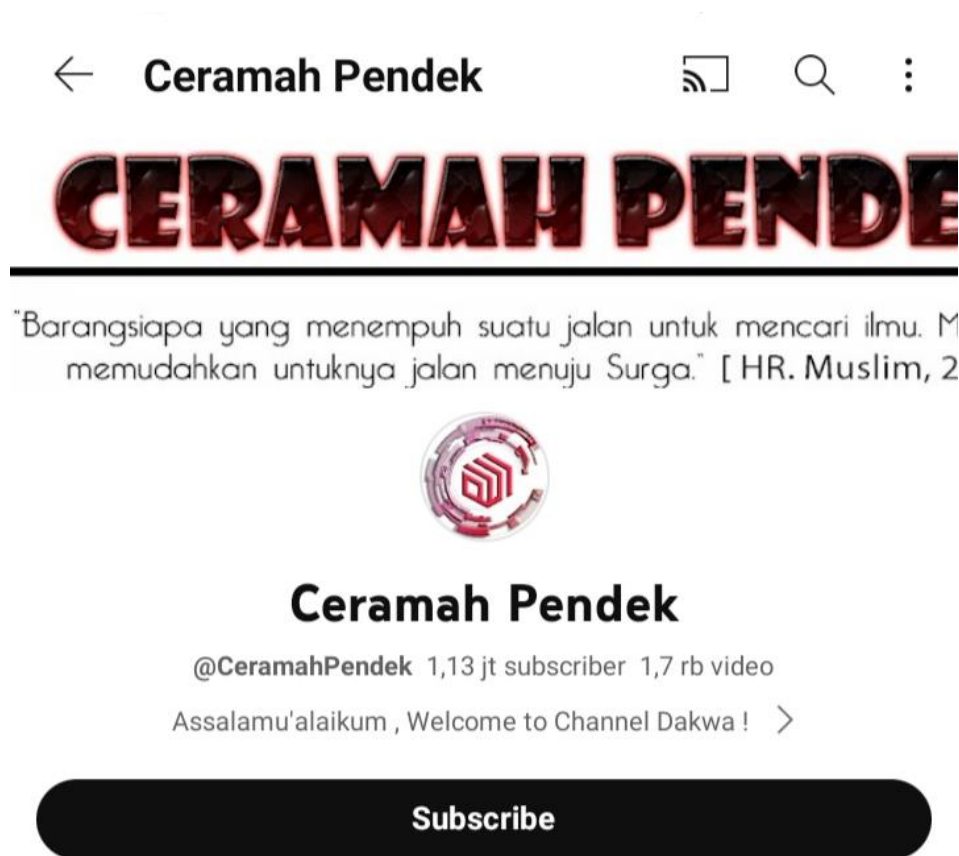 Ceramah Pendek
CERAMAH PENDE
"Barangsiapa yang menempuh suatu jalan untuk mencari ilmu. M
memudahkan untuknya jalan menuju Surga." [ HR. Muslim, 2
Ceramah Pendek
@CeramahPendek 1,13 jt subscriber 1,7 rb video
Assalamu'alaikum , Welcome to Channel Dakwa !
Subscribe